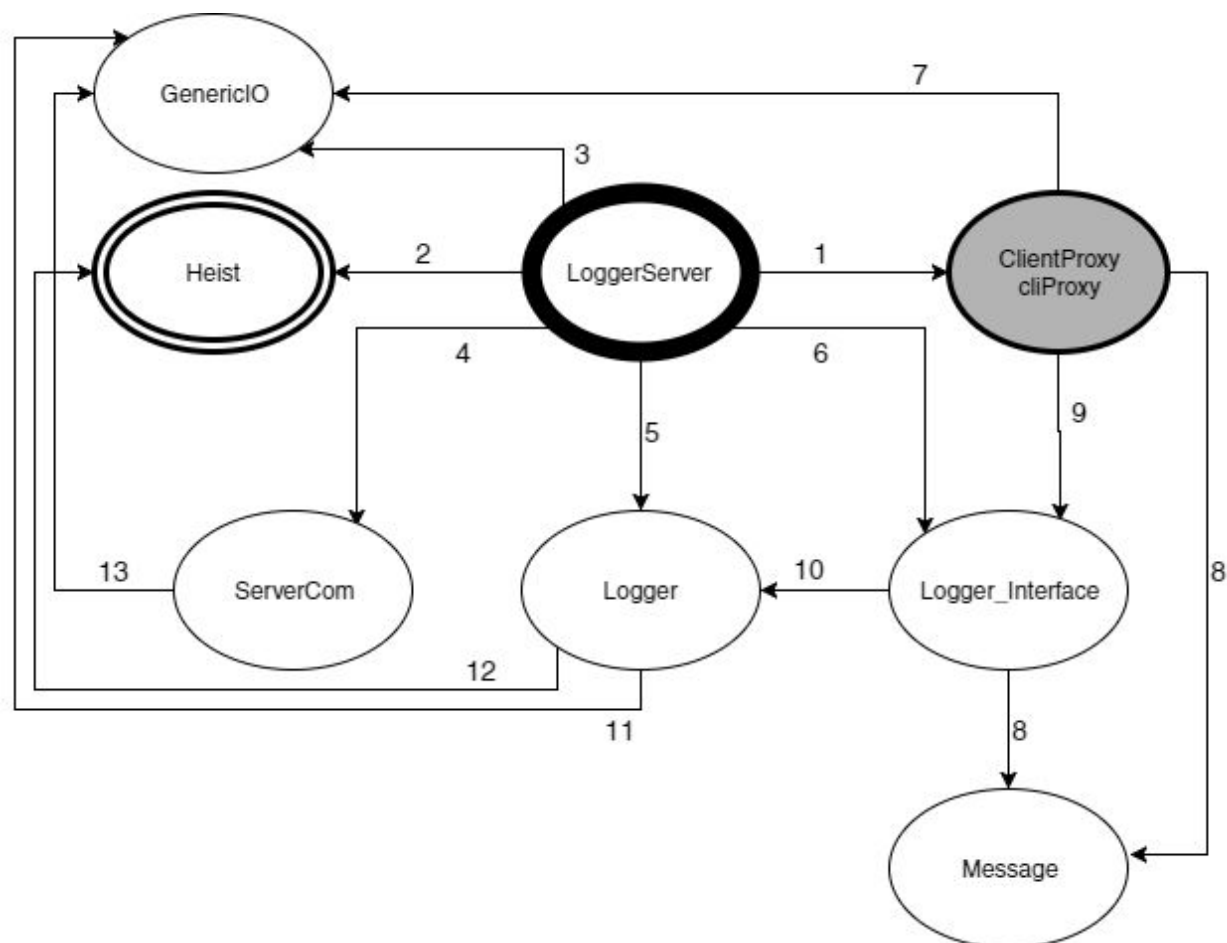 7
GenericIO
3
Heist
2
LoggerServer
1
ClientProxy
cliProxy
4
6
5
9
13
ServerCom
Logger
10
Logger_Interface
8
12
11
8
Message